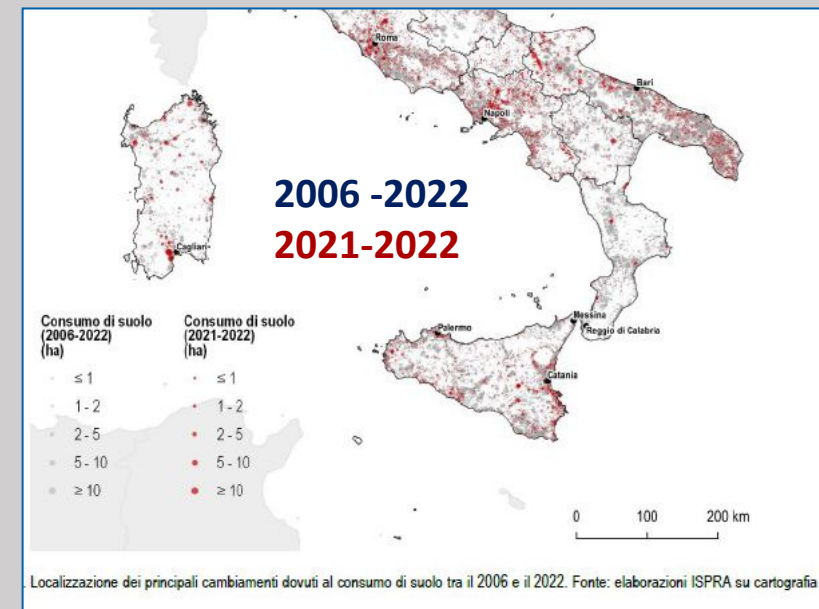 Roma
Bari
Napoli
2006 -2022
2021-2022
Cagliari
Consumo di suolo
(2006-2022)
(ha)
≤ 1
1 - 2
2 - 5
5 - 10
≥ 10
Consumo di suolo
(2021-2022)
(ha)
≤ 1
1 - 2
2 - 5
5 - 10
≥ 10
Messina
Reggio di Calabria
Palermo
Catania
0 100 200 km
. Localizzazione dei principali cambiamenti dovuti al consumo di suolo tra il 2006 e il 2022. Fonte: elaborazioni ISPRA su cartografia